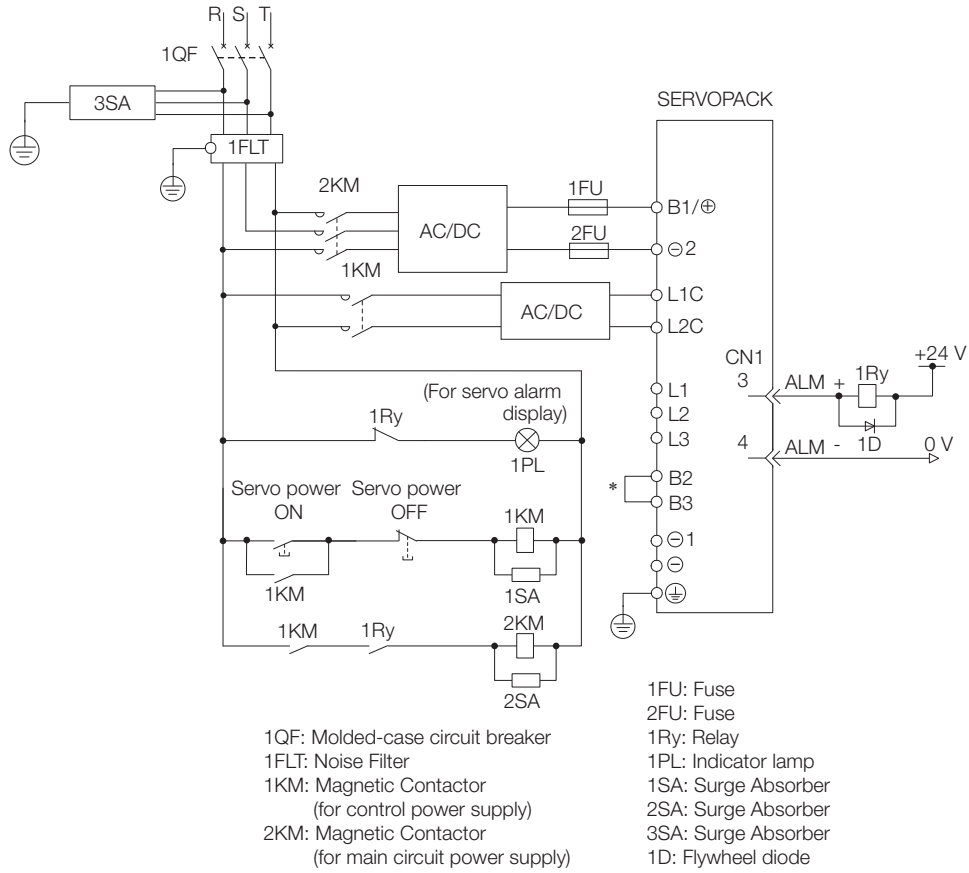 R S T
1QF
3SA
1FLT
SERVOPACK
2KM
AC/DC
1FU
B1/⊕
2FU
⊖2
1KM
AC/DC
L1C
L2C
CN1
+24 V
3
ALM +
1Ry
L1
(For servo alarm
display)
L2
1Ry
L3
4
ALM -
1D
0 V
1PL
*
B2
B3
Servo power
ON
Servo power
OFF
1KM
⊖1
⊖
1KM
1SA
1KM
1Ry
2KM
2SA
1QF: Molded-case circuit breaker
1FLT: Noise Filter
1KM: Magnetic Contactor
(for control power supply)
2KM: Magnetic Contactor
(for main circuit power supply)
1FU: Fuse
2FU: Fuse
1Ry: Relay
1PL: Indicator lamp
1SA: Surge Absorber
2SA: Surge Absorber
3SA: Surge Absorber
1D: Flywheel diode